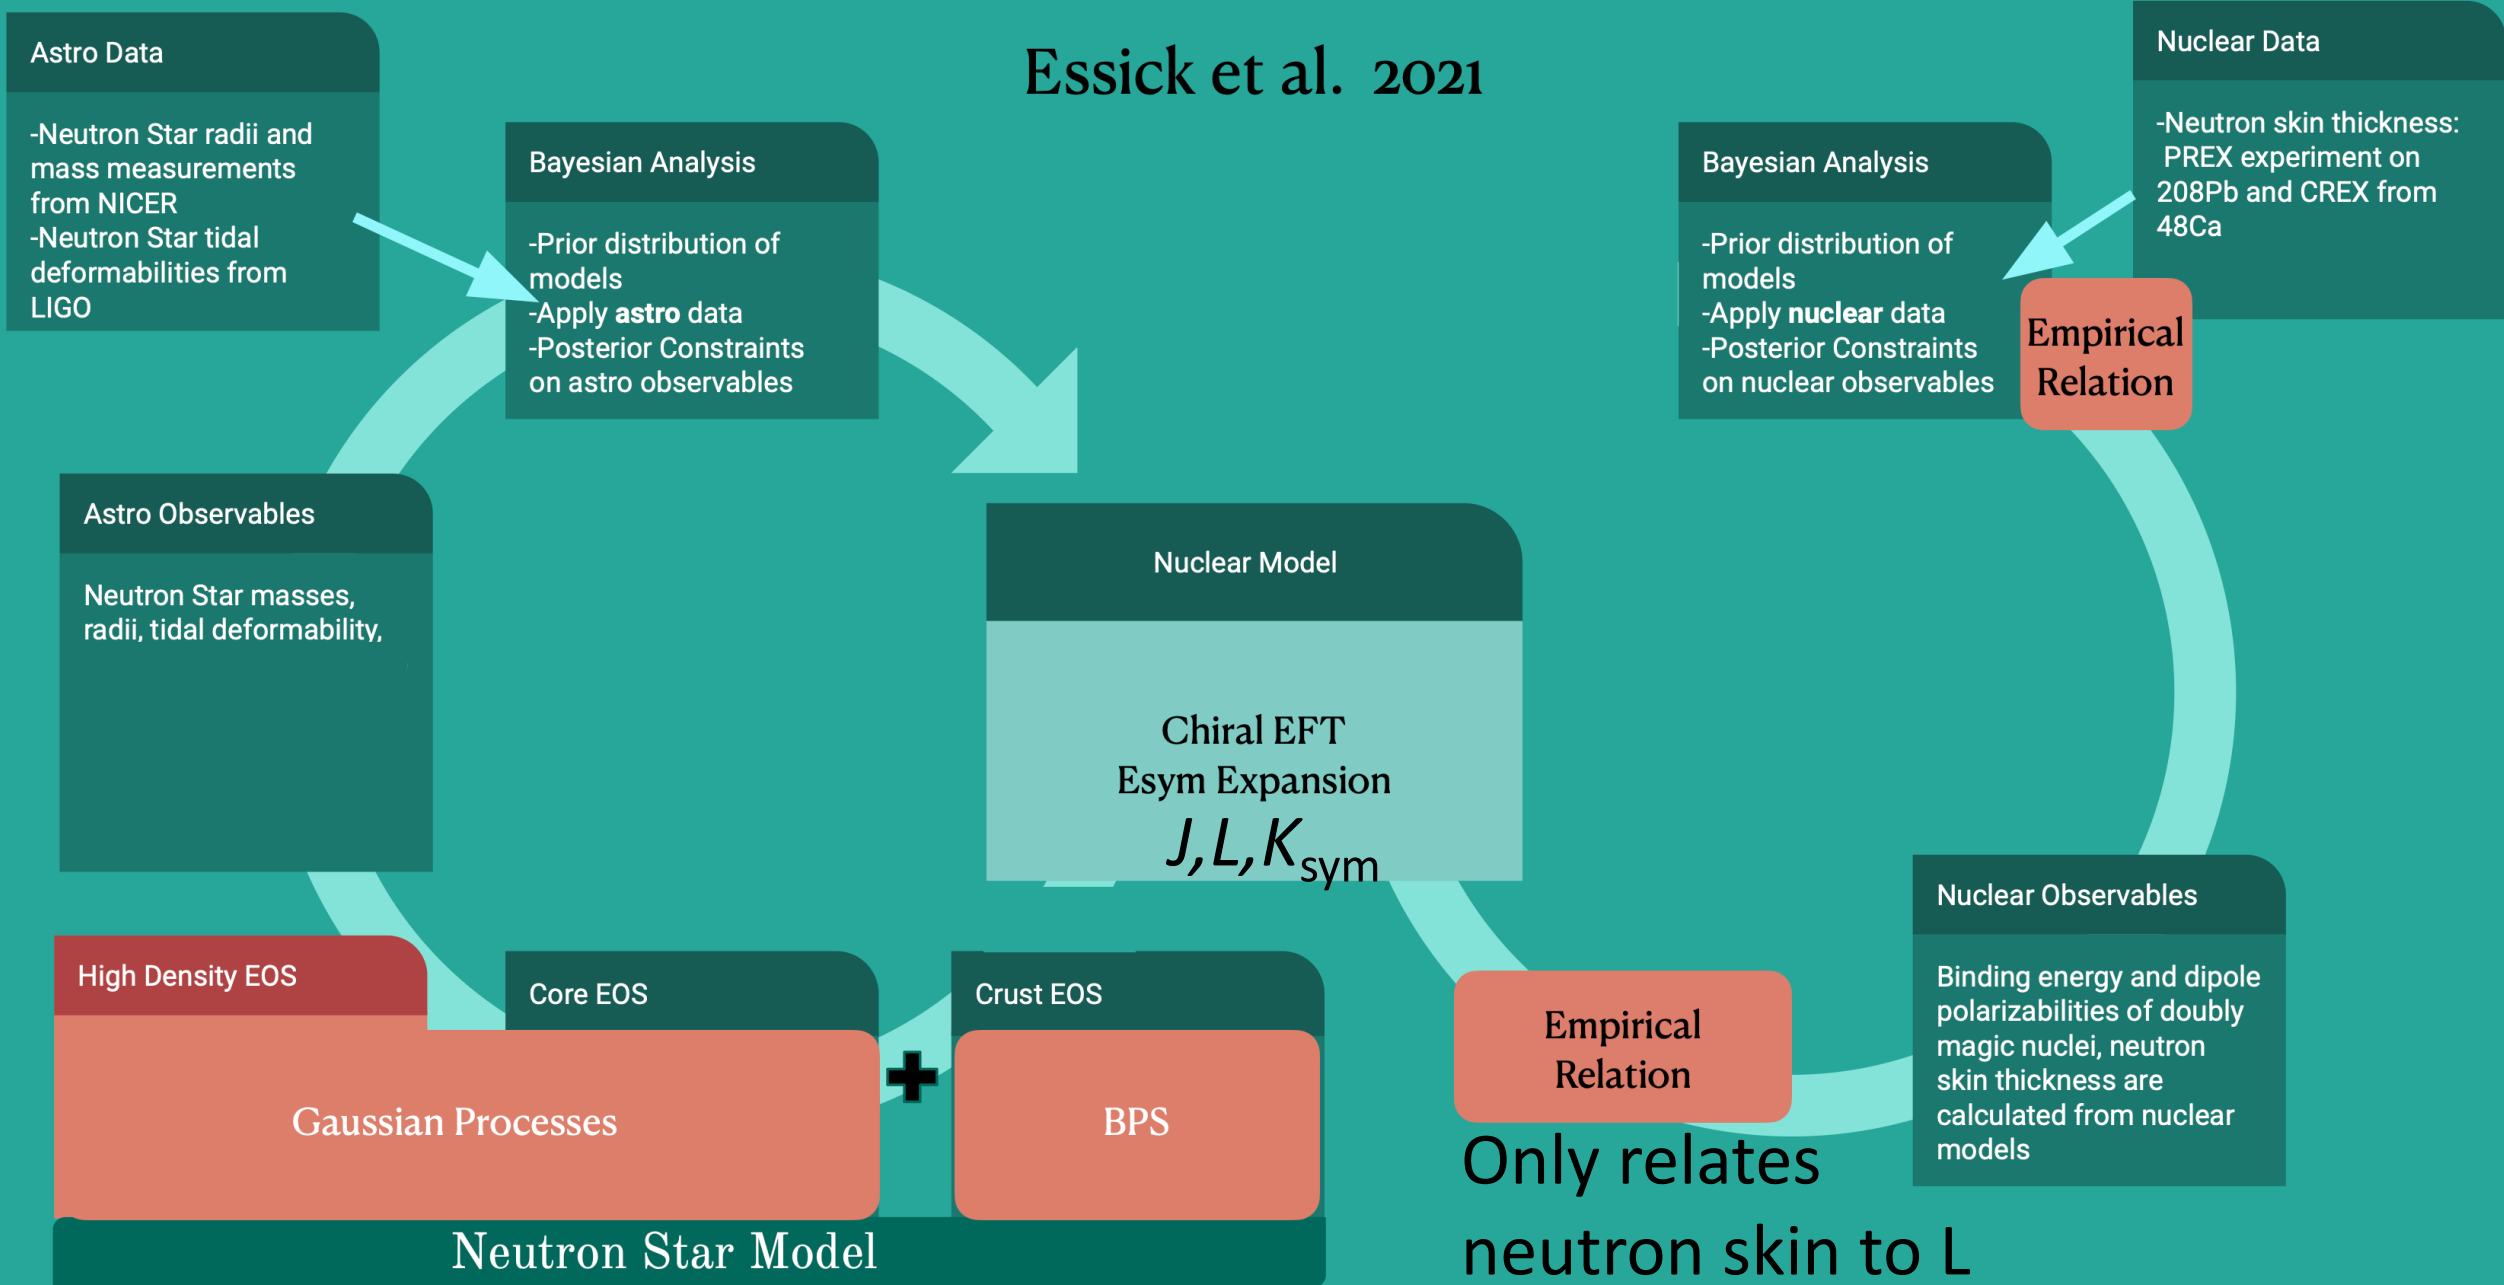 Essick et al. 2021
Astro Data
-Neutron Star radii and
mass measurements
from NICER
-Neutron Star tidal
deformabilities from
LIGO
Bayesian Analysis
-Prior distribution of
models
-Apply astro data
-Posterior Constraints
on astro observables
Bayesian Analysis
-Prior distribution of
models
-Apply nuclear data
-Posterior Constraints
on nuclear observables
Nuclear Data
-Neutron skin thickness:
PREX experiment on
208Pb and CREX from
48Ca
Empirical
Relation
Astro Observables
Neutron Star masses,
radii, tidal deformability,
Nuclear Model
Chiral EFT
Esym Expansion
J,L,Ksym
High Density EOS
Core EOS
Gaussian Processes
Crust EOS
BPS
Neutron Star Model
Empirical
Relation
Only relates
neutron skin to L
Nuclear Observables
Binding energy and dipole
polarizabilities of doubly
magic nuclei, neutron
skin thickness are
calculated from nuclear
models